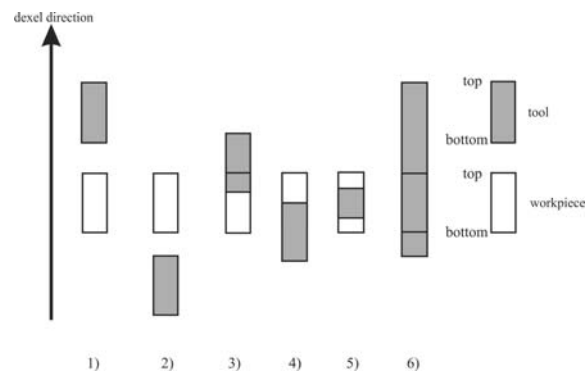 dexel direction
top
tool
bottom
top
workpiece
bottom
1) 2) 3) 4) 5) 6)